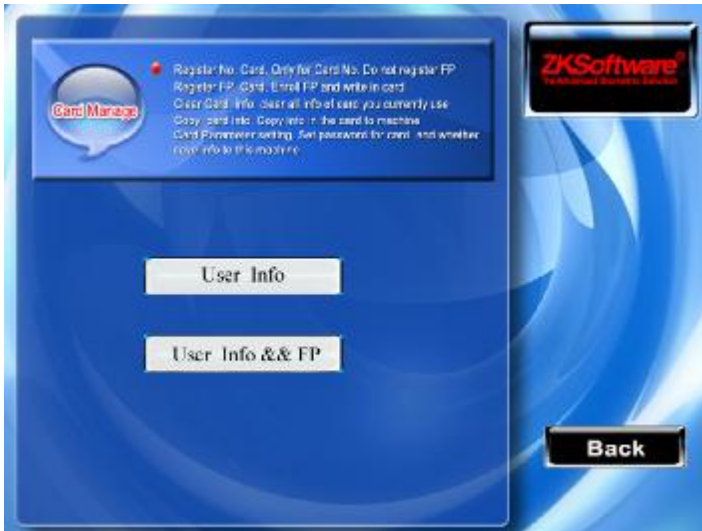 Card Manage
Register No. Card, Only for Card No. Do not register FP
Register FP. Card, Enroll FP and write in card
Clear Card info, clear all info of card you currently use
Copy card info, Copy info in the card to machine
Card Parameter setting, Set password for card, and whether
save info to this machine
ZKSoftware®
User Info
User Info && FP
Back